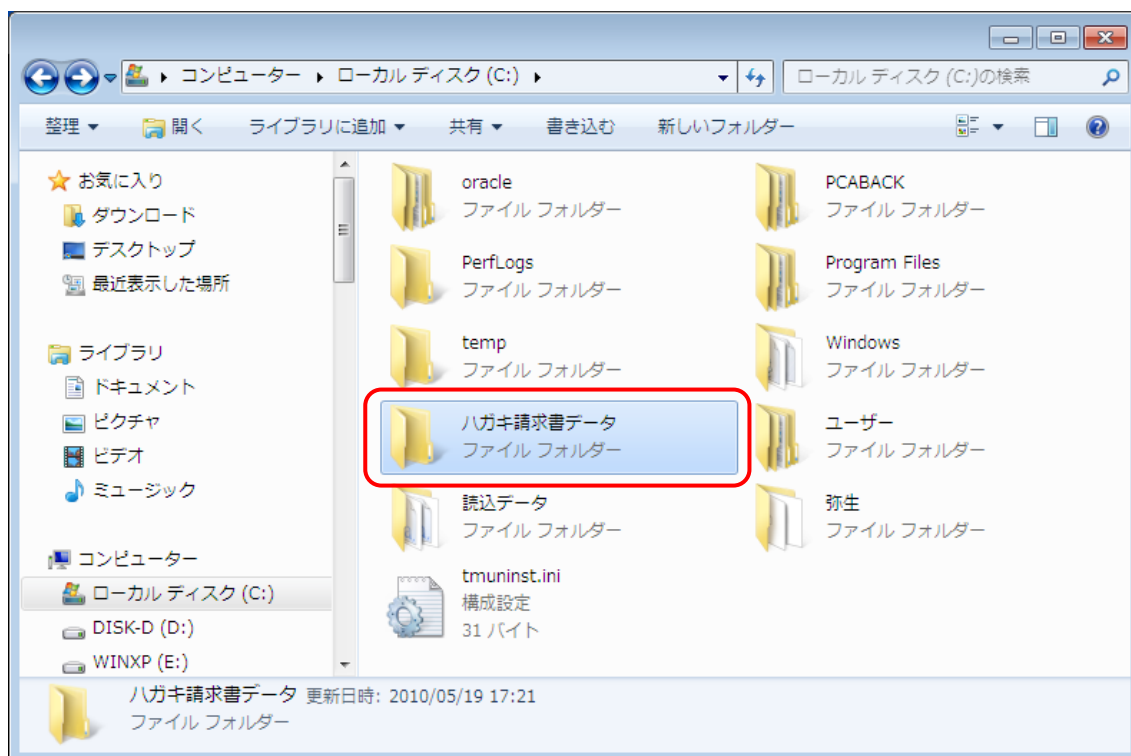 コンピューター ▸ ローカル ディスク (C:) ▸
ローカル ディスク (C:)の検索
整理 開く ライブラリに追加 共有 書き込む 新しいフォルダー
お気に入り
ダウンロード
デスクトップ
最近表示した場所
ライブラリ
ドキュメント
ピクチャ
ビデオ
ミュージック
コンピューター
ローカル ディスク (C:)
DISK-D (D:)
WINXP (E:)
oracle
ファイル フォルダー
PCABACK
ファイル フォルダー
PerfLogs
ファイル フォルダー
Program Files
ファイル フォルダー
temp
ファイル フォルダー
Windows
ファイル フォルダー
ハガキ請求書データ
ファイル フォルダー
ユーザー
ファイル フォルダー
読込データ
ファイル フォルダー
弥生
ファイル フォルダー
tmuninst.ini
構成設定
31 バイト
ハガキ請求書データ 更新日時: 2010/05/19 17:21
ファイル フォルダー